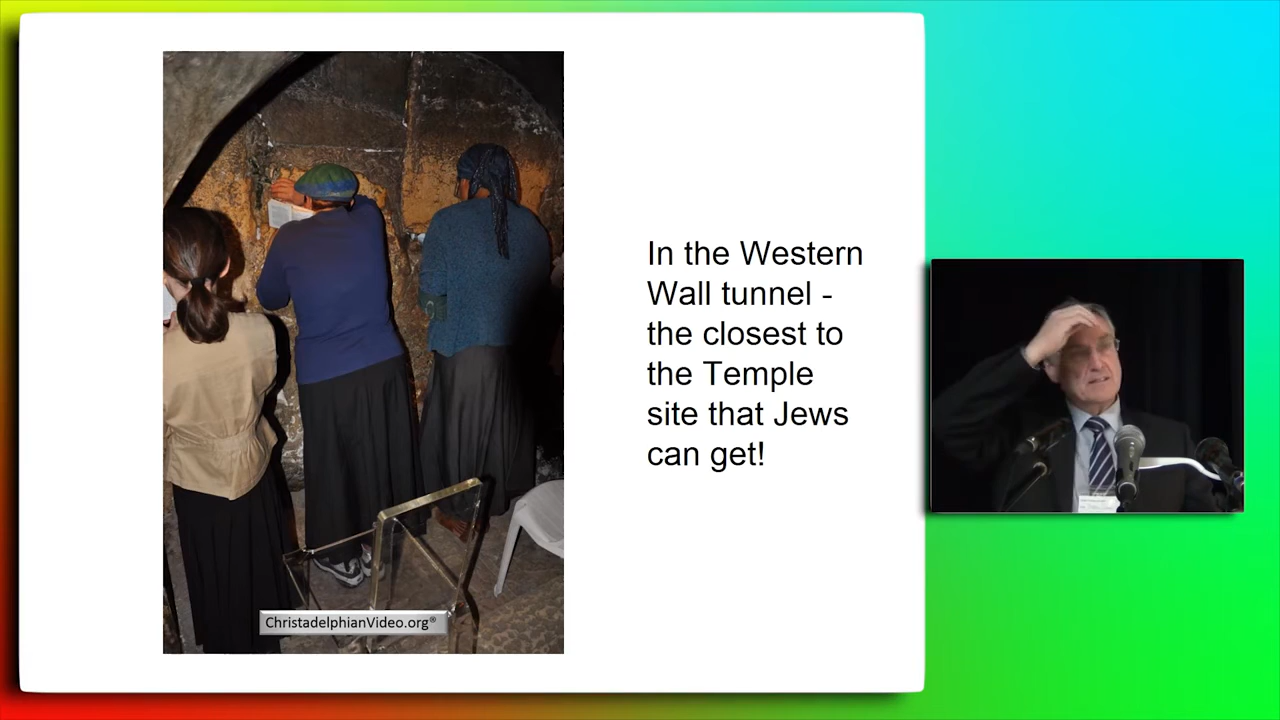 In the Western
Wall tunnel -
the closest to
the Temple
site that Jews
can get!
ChristadelphianVideo.org®